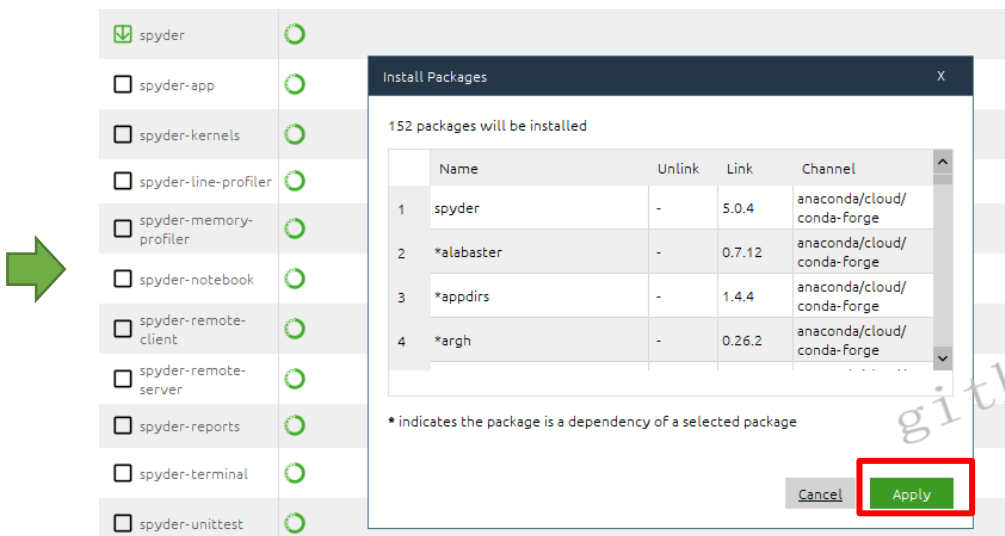 spyder
spyder-app
spyder-kernels
spyder-line-profiler
spyder-memory-
profiler
spyder-notebook
spyder-remote-
client
spyder-remote-
server
spyder-reports
spyder-terminal
spyder-unittest
Install Packages X
152 packages will be installed
Name Unlink Link Channel
1 spyder - 5.0.4 anaconda/cloud/
conda-forge
2 *alabaster - 0.7.12 anaconda/cloud/
conda-forge
3 *appdirs - 1.4.4 anaconda/cloud/
conda-forge
4 *argh - 0.26.2 anaconda/cloud/
conda-forge
* indicates the package is a dependency of a selected package
Cancel Apply